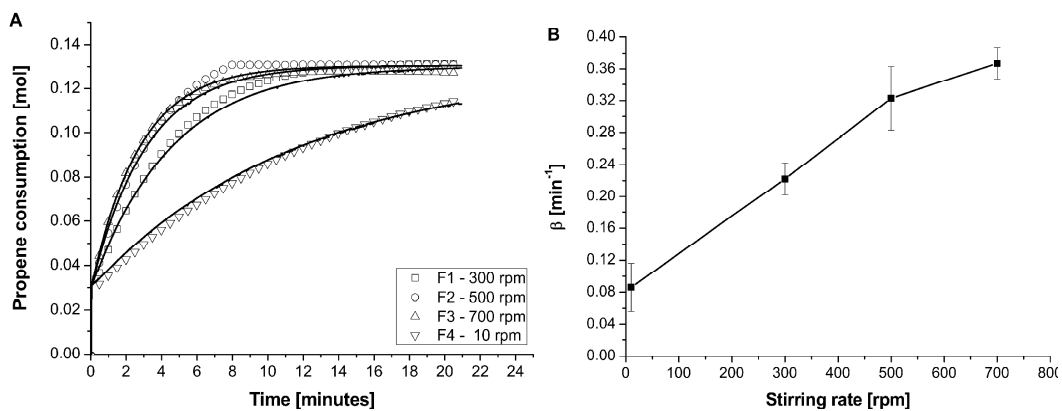 A
B
Propene consumption [mol]
0.14
0.12
0.10
0.08
0.06
0.04
0.02
0.00
F1 - 300 rpm
F2 - 500 rpm
F3 - 700 rpm
F4 - 10 rpm
0 2 4 6 8 10 12 14 16 18 20 22 24
Time [minutes]
β [min⁻¹]
0.40
0.36
0.32
0.28
0.24
0.20
0.16
0.12
0.08
0.04
0.00
0 100 200 300 400 500 600 700 800
Stirring rate [rpm]